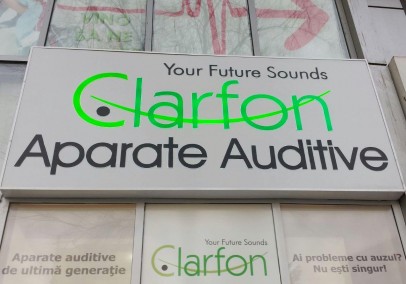 Your Future Sounds
Clarfon
Aparate Auditive
Aparate auditive
de ultimă generație
Your Future Sounds
Clarfon
Ai probleme cu auzul?
Nu ești singur!